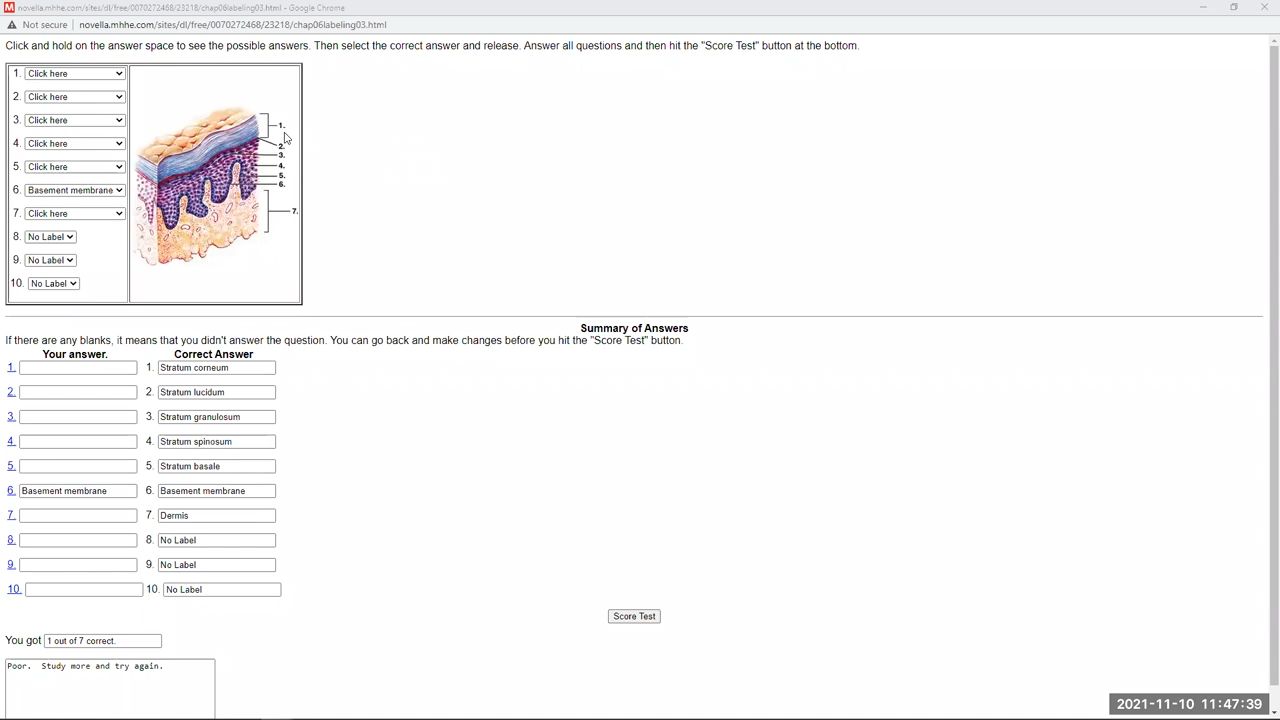 novella.mhhe.com/sites/dl/free/0070272468/23218/chap06labeling03.html - Google Chrome
Not secure | novella.mhhe.com/sites/dl/free/0070272468/23218/chap06labeling03.html
Click and hold on the answer space to see the possible answers. Then select the correct answer and release. Answer all questions and then hit the "Score Test" button at the bottom.
1. Click here
2. Click here
3. Click here
4. Click here
5. Click here
6. Basement membrane
7. Click here
8. No Label
9. No Label
10. No Label
1.
2.
3.
4.
5.
6.
7.
Summary of Answers
If there are any blanks, it means that you didn't answer the question. You can go back and make changes before you hit the "Score Test" button.
Your answer. Correct Answer
1. 1. Stratum corneum
2. 2. Stratum lucidum
3. 3. Stratum granulosum
4. 4. Stratum spinosum
5. 5. Stratum basale
6. Basement membrane 6. Basement membrane
7. 7. Dermis
8. 8. No Label
9. 9. No Label
10. 10. No Label
Score Test
You got 1 out of 7 correct.
Poor. Study more and try again.
2021-11-10 11:47:39